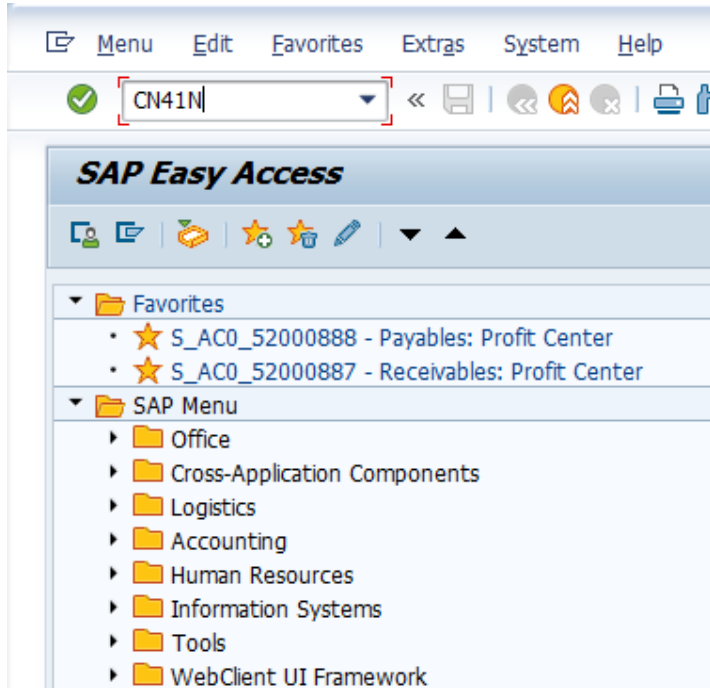 Menu Edit Favorites Extras System Help
CN41N
SAP Easy Access
Favorites
S_AC0_52000888 - Payables: Profit Center
S_AC0_52000887 - Receivables: Profit Center
SAP Menu
Office
Cross-Application Components
Logistics
Accounting
Human Resources
Information Systems
Tools
WebClient UI Framework